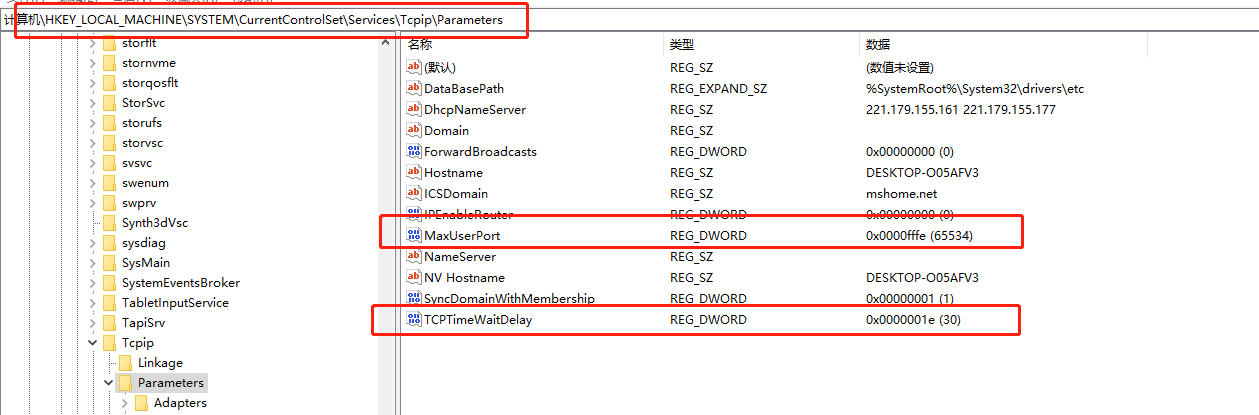 计算机\HKEY_LOCAL_MACHINE\SYSTEM\CurrentControlSet\Services\Tcpip\Parameters
storflt
stornvme
storqosflt
StorSvc
storufs
storvsc
svsvc
swenum
swprv
Synth3dVsc
sysdiag
SysMain
SystemEventsBroker
TabletInputService
TapiSrv
Tcpip
Linkage
Parameters
Adapters
名称 类型 数据
(默认) REG_SZ (数值未设置)
DataBasePath REG_EXPAND_SZ %SystemRoot%\System32\drivers\etc
DhcpNameServer REG_SZ 221.179.155.161 221.179.155.177
Domain REG_SZ
ForwardBroadcasts REG_DWORD 0x00000000 (0)
Hostname REG_SZ DESKTOP-O05AFV3
ICSDomain REG_SZ mshome.net
IPEnableRouter REG_DWORD 0x00000000 (0)
MaxUserPort REG_DWORD 0x0000fffe (65534)
NameServer REG_SZ
NV Hostname REG_SZ DESKTOP-O05AFV3
SyncDomainWithMembership REG_DWORD 0x00000001 (1)
TCPTimeWaitDelay REG_DWORD 0x0000001e (30)